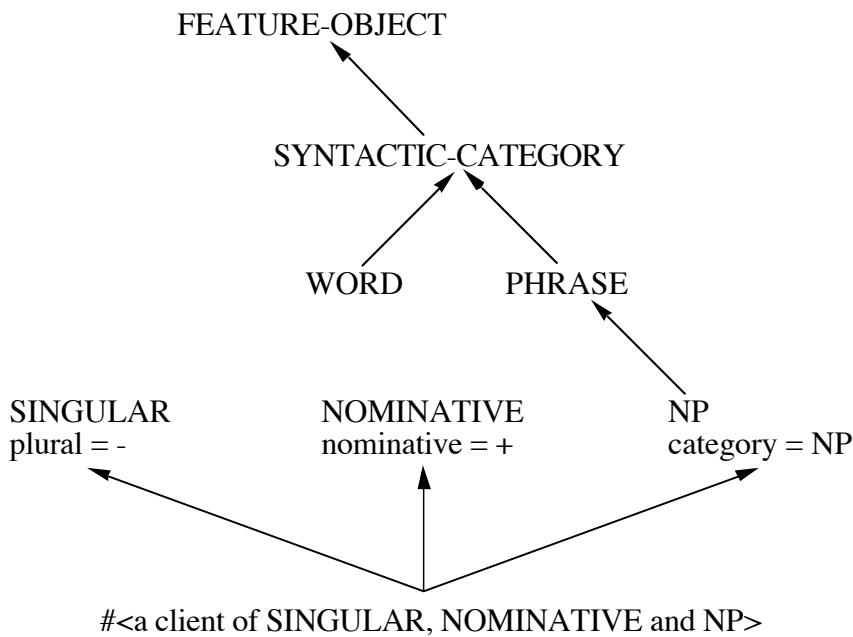 FEATURE-OBJECT
SYNTACTIC-CATEGORY
WORD
PHRASE
SINGULAR
plural = -
NOMINATIVE
nominative = +
NP
category = NP
#<a client of SINGULAR, NOMINATIVE and NP>